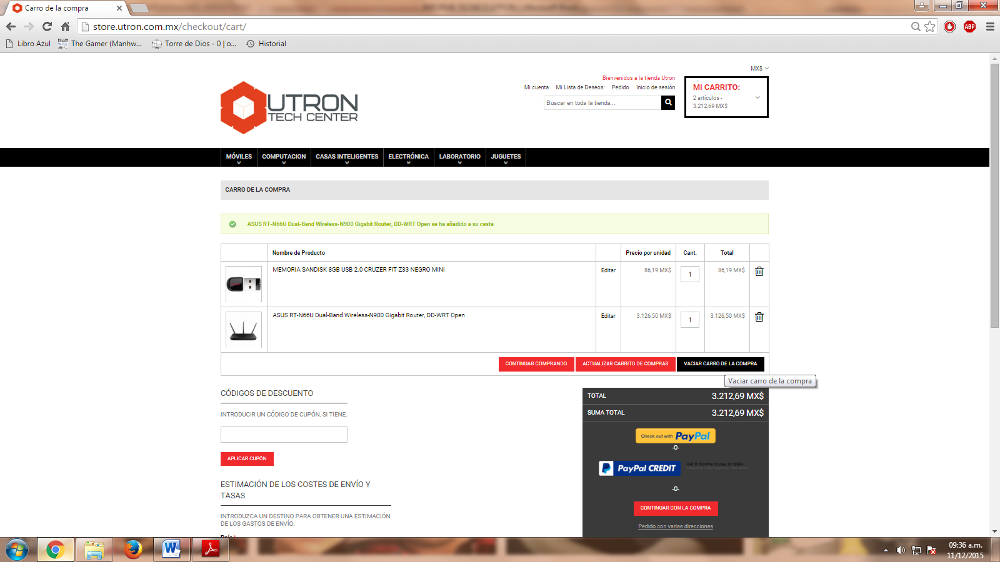 Carro de la compra
store.utron.com.mx/checkout/cart/
ABP
Libro Azul
The Gamer (Manhw...
Torre de Dios - 0 | o...
Historial
MX$
Bienvenidos a la tienda Utron
Mi cuenta Mi Lista de Deseos: Pedido Inicio de sesión
Buscar en toda la tienda...
MI CARRITO:
2 artículos -
3.212,69 MX$
UTRON
TECH CENTER
MÓVILES COMPUTACION CASAS INTELIGENTES ELECTRÓNICA LABORATORIO JUGUETES
CARRO DE LA COMPRA
ASUS RT-N66U Dual-Band Wireless-N900 Gigabit Router, DD-WRT Open se ha añadido a su cesta
Nombre de Producto Precio por unidad Cant. Total
MEMORIA SANDISK 8GB USB 2.0 CRUZER FIT Z33 NEGRO MINI Editar 86,19 MX$ 1 86,19 MX$
ASUS RT-N66U Dual-Band Wireless-N900 Gigabit Router, DD-WRT Open Editar 3.126,50 MX$ 1 3.126,50 MX$
CONTINUAR COMPRANDO ACTUALIZAR CARRITO DE COMPRAS VACIAR CARRO DE LA COMPRA
Vaciar carro de la compra
CÓDIGOS DE DESCUENTO
INTRODUCIR UN CÓDIGO DE CUPÓN, SI TIENE.
APLICAR CUPÓN
ESTIMACIÓN DE LOS COSTES DE ENVÍO Y
TASAS
INTRODUZCA UN DESTINO PARA OBTENER UNA ESTIMACIÓN
DE LOS GASTOS DE ENVÍO.
País *
TOTAL 3.212,69 MX$
SUMA TOTAL 3.212,69 MX$
Check out with PayPal
-O-
PayPal CREDIT
Get 6 months to pay on $99+
-O-
CONTINUAR CON LA COMPRA
Pedido con varias direcciones
09:36 a.m.
11/12/2015